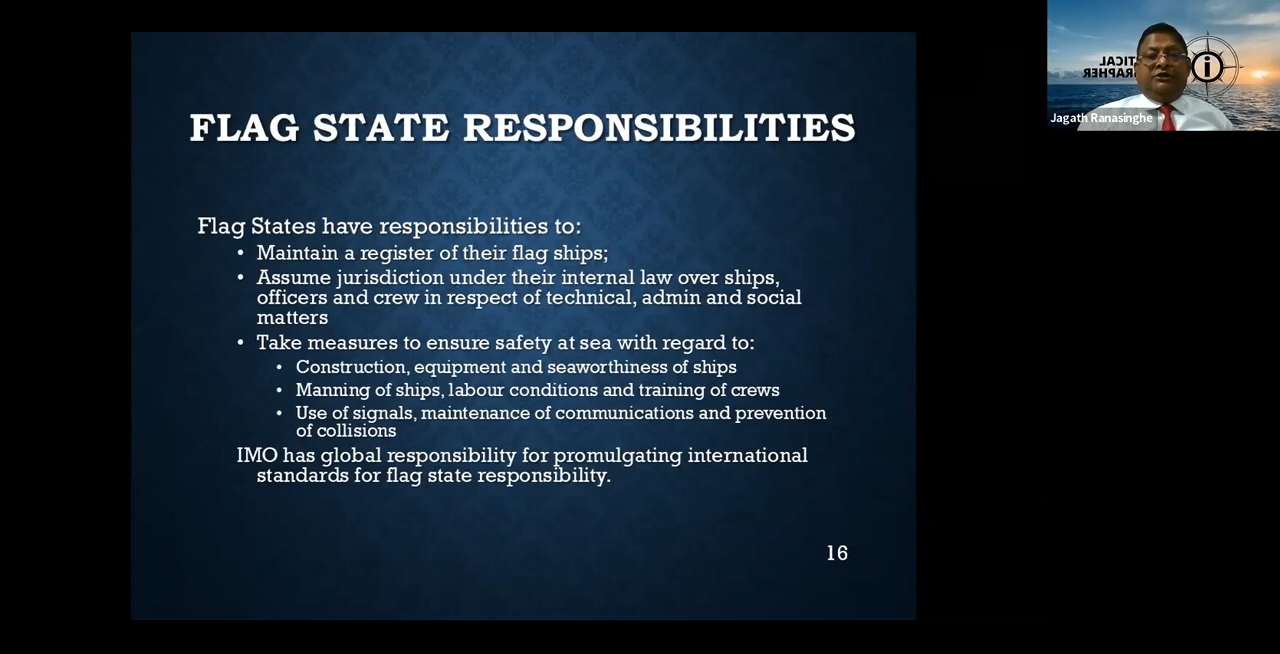 FLAG STATE RESPONSIBILITIES
Flag States have responsibilities to:
• Maintain a register of their flag ships;
• Assume jurisdiction under their internal law over ships,
officers and crew in respect of technical, admin and social
matters
• Take measures to ensure safety at sea with regard to:
• Construction, equipment and seaworthiness of ships
• Manning of ships, labour conditions and training of crews
• Use of signals, maintenance of communications and prevention
of collisions
IMO has global responsibility for promulgating international
standards for flag state responsibility.
16
Jagath Ranasinghe